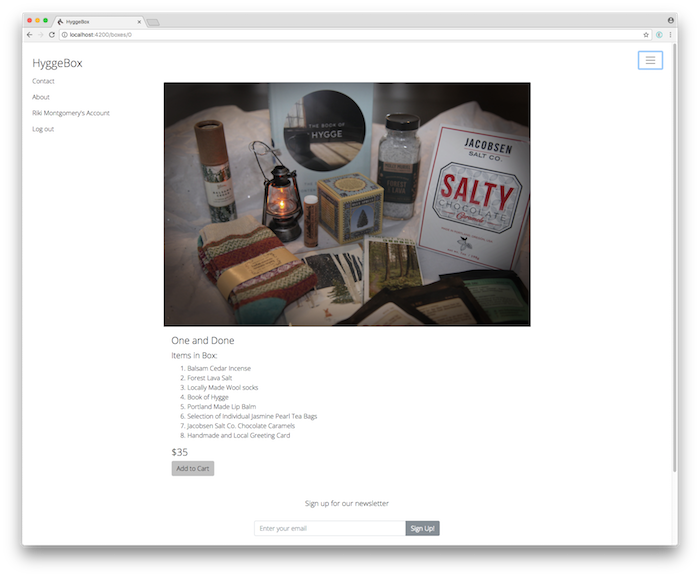 HyggeBox
localhost:4200/boxes/0
HyggeBox
Contact
About
Riki Montgomery's Account
Log out
THE BOOK OF
HYGGE
JACOBSEN
SALT CO.
SALTY
CHOCOLATE
Caramels
FOREST
LAVA
One and Done
Items in Box:
1. Balsam Cedar Incense
2. Forest Lava Salt
3. Locally Made Wool socks
4. Book of Hygge
5. Portland Made Lip Balm
6. Selection of Individual Jasmine Pearl Tea Bags
7. Jacobsen Salt Co. Chocolate Caramels
8. Handmade and Local Greeting Card
$35
Add to Cart
Sign up for our newsletter
Enter your email
Sign Up!